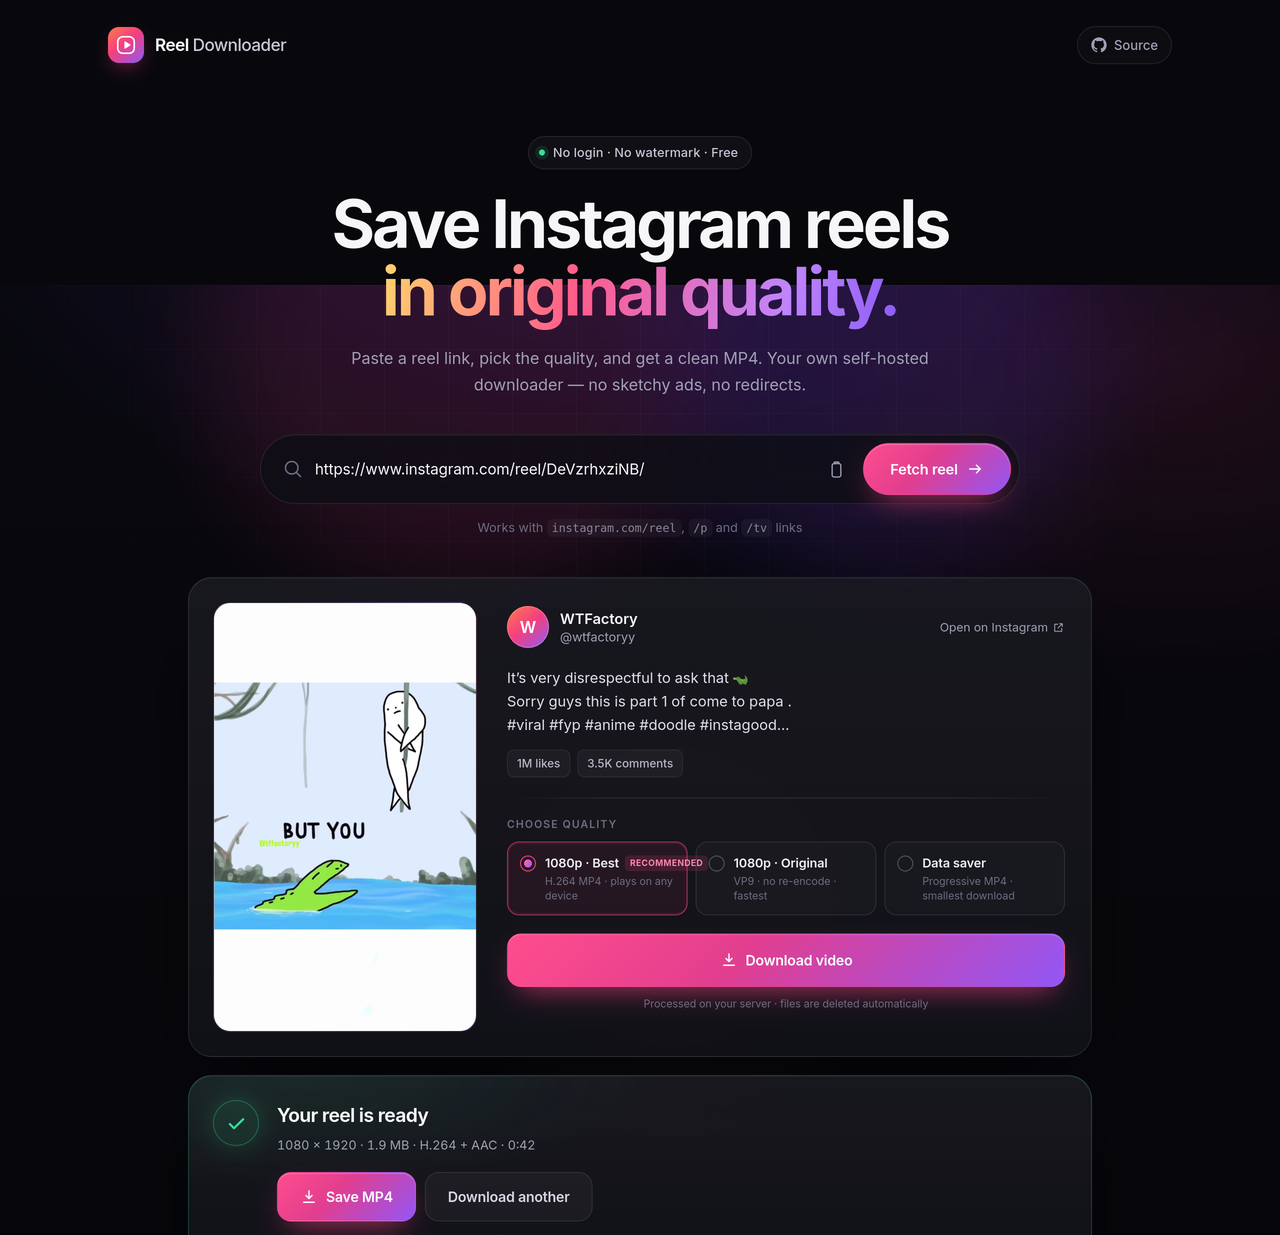 Reel Downloader
Source
No login · No watermark · Free
Save Instagram reels
in original quality.
Paste a reel link, pick the quality, and get a clean MP4. Your own self-hosted
downloader — no sketchy ads, no redirects.
https://www.instagram.com/reel/DeVzrhxziNB/
Fetch reel
Works with instagram.com/reel, /p and /tv links
W
WTFactory
@wtfactoryy
Open on Instagram
It’s very disrespectful to ask that 🐊
Sorry guys this is part 1 of come to papa .
#viral #fyp #anime #doodle #instagood...
1M likes
3.5K comments
BUT YOU
Wtffactoryy
CHOOSE QUALITY
1080p · Best RECOMMENDED
H.264 MP4 · plays on any
device
1080p · Original
VP9 · no re-encode ·
fastest
Data saver
Progressive MP4 ·
smallest download
Download video
Processed on your server · files are deleted automatically
Your reel is ready
1080 × 1920 · 1.9 MB · H.264 + AAC · 0:42
Save MP4
Download another